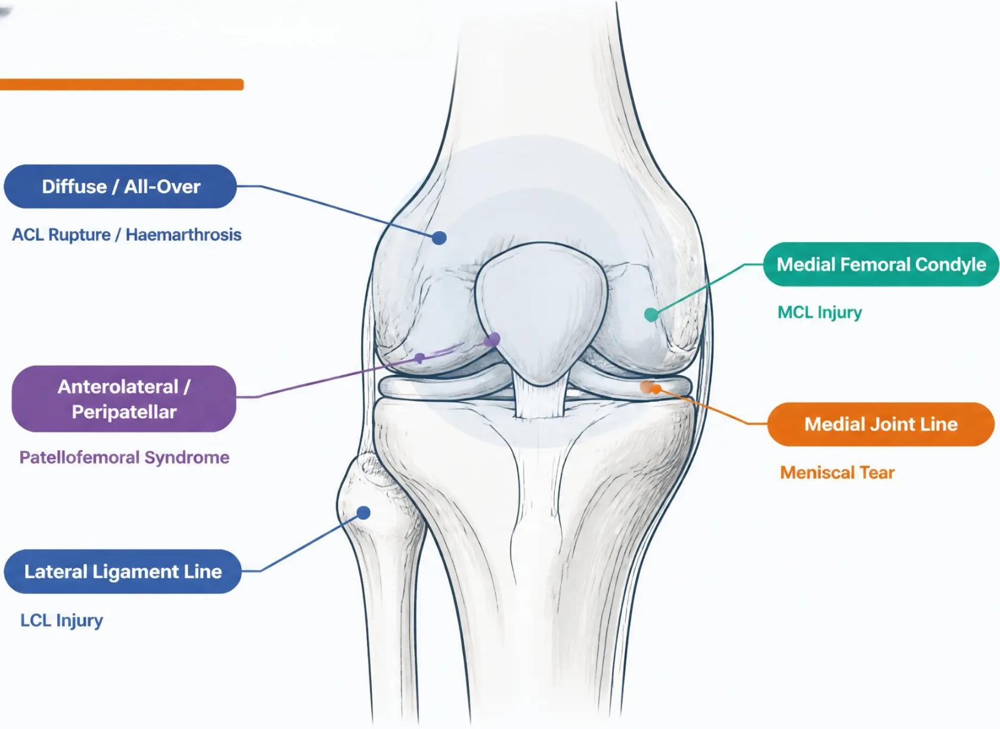 Diffuse / All-Over
ACL Rupture / Haemarthrosis
Medial Femoral Condyle
MCL Injury
Anterolateral /
Peripatellar
Patellofemoral Syndrome
Medial Joint Line
Meniscal Tear
Lateral Ligament Line
LCL Injury